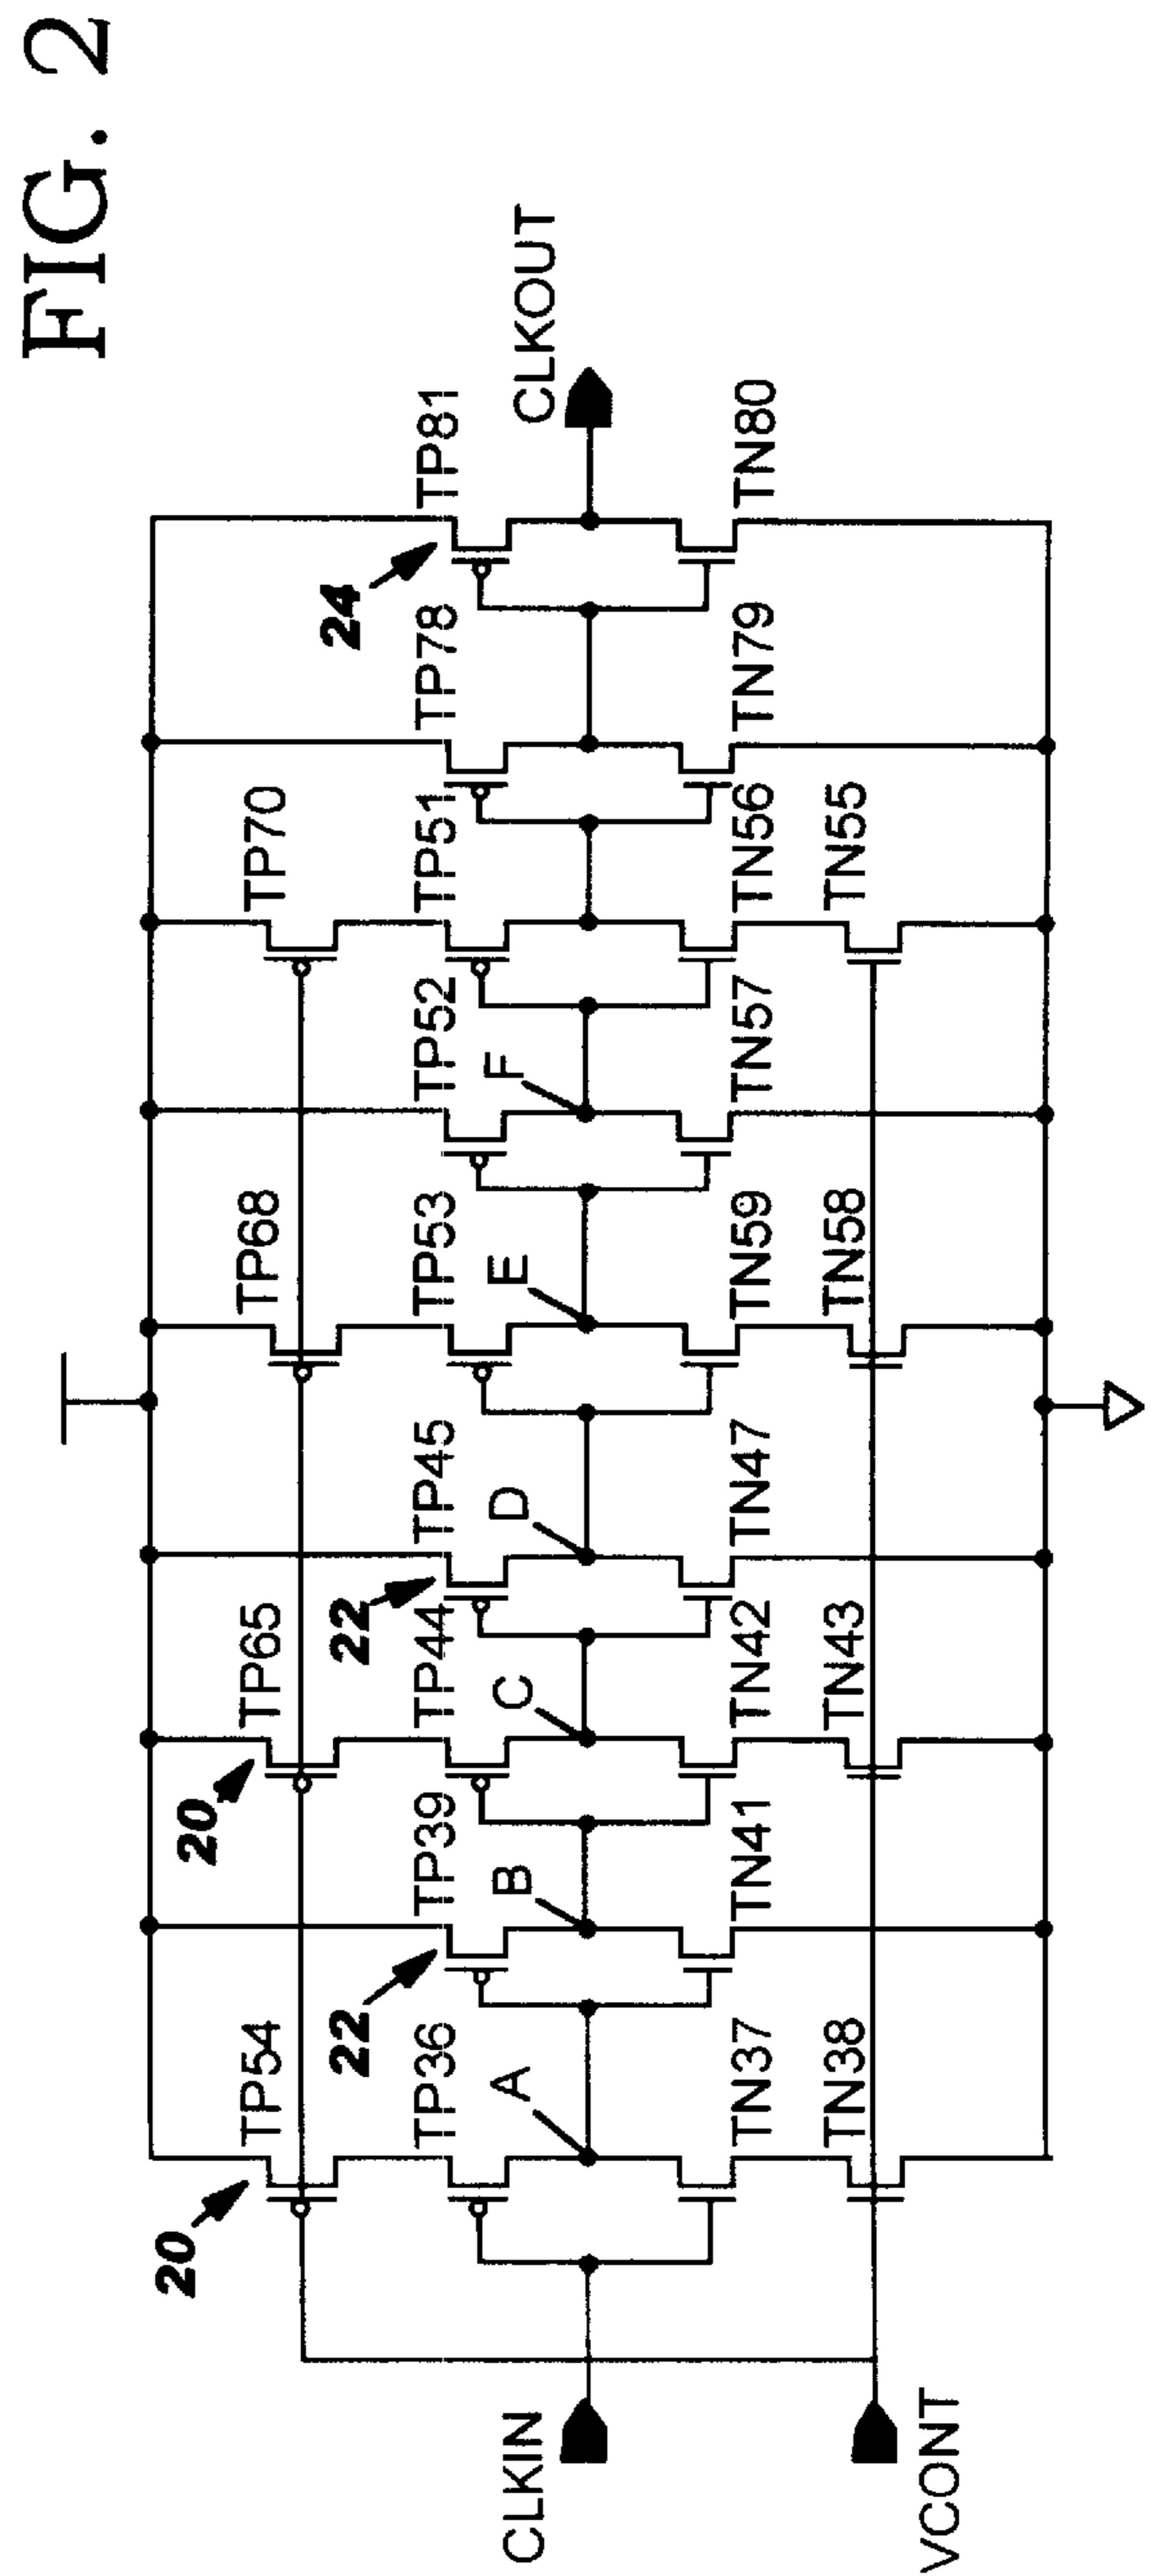 FIG. 2
TP54
TP65
TP68
TP70
20
20
22
22
24
TP36
TP39
TP44
TP45
TP53
TP52
TP51
TP78
TP81
A
B
C
D
E
F
CLKIN
CLKOUT
TN37
TN41
TN42
TN47
TN59
TN57
TN56
TN79
TN80
TN38
TN43
TN58
TN55
VCONT